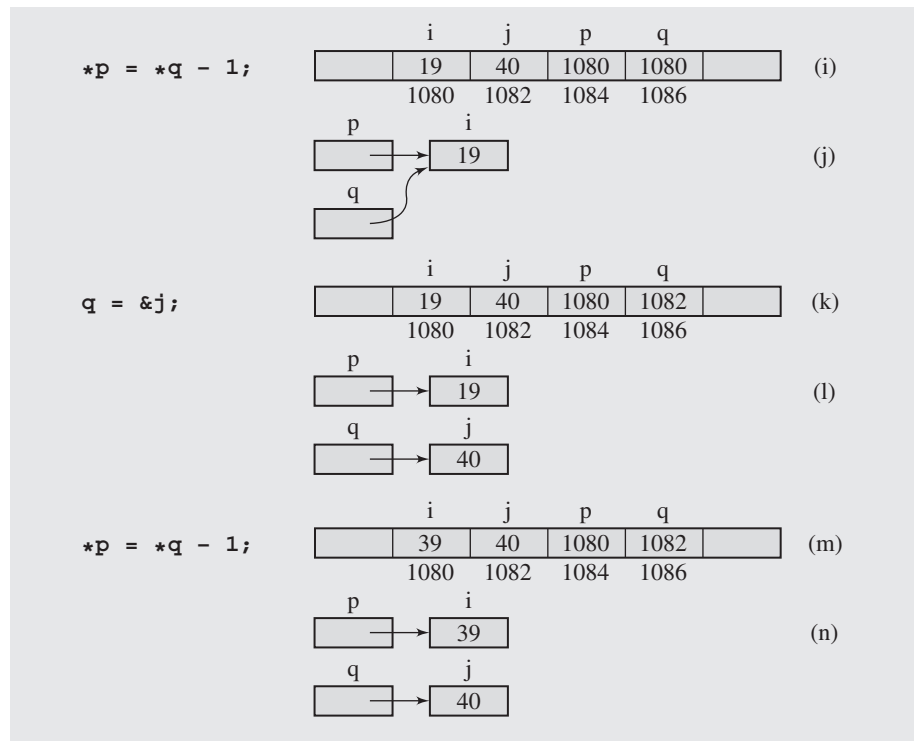 i j p q
*p = *q - 1; 19 40 1080 1080 (i)
1080 1082 1084 1086
p i
19 (j)
q
i j p q
q = &j; 19 40 1080 1082 (k)
1080 1082 1084 1086
p i
19 (l)
q j
40
i j p q
*p = *q - 1; 39 40 1080 1082 (m)
1080 1082 1084 1086
p i
39 (n)
q j
40